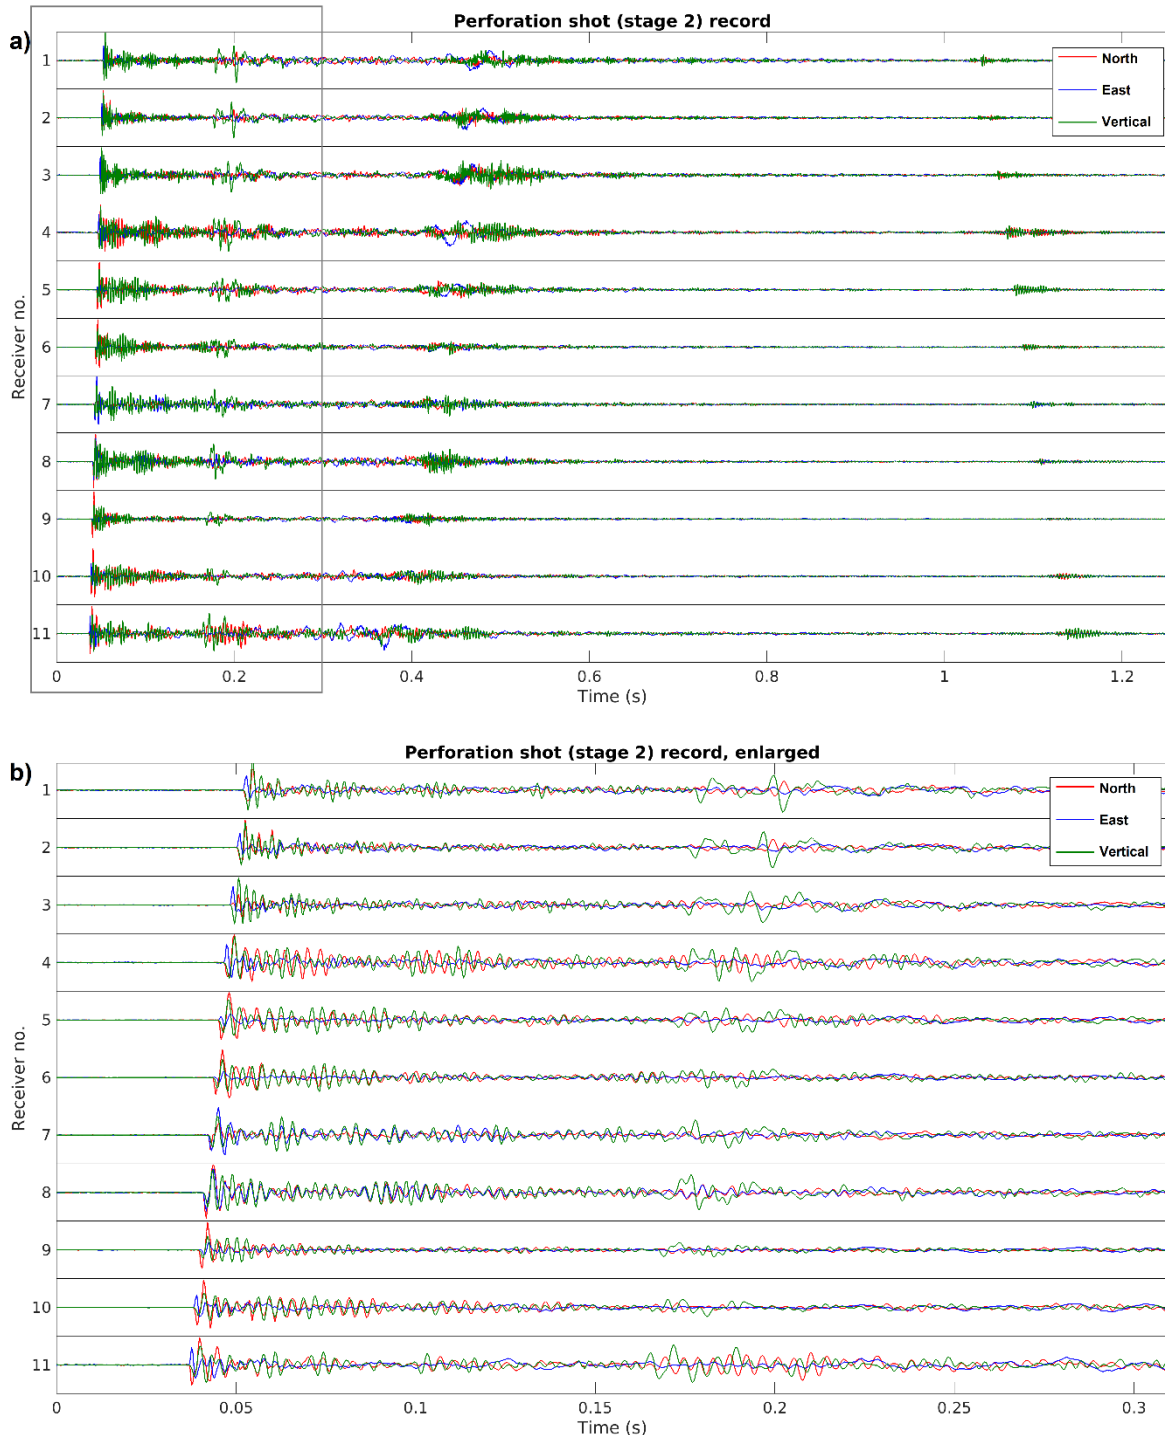 Perforation shot (stage 2) record
a)
1
2
3
4
5
6
7
8
9
10
11
Receiver no.
North
East
Vertical
0 0.2 0.4 0.6 0.8 1 1.2
Time (s)
Perforation shot (stage 2) record, enlarged
b)
1
2
3
4
5
6
7
8
9
10
11
Receiver no.
North
East
Vertical
0 0.05 0.1 0.15 0.2 0.25 0.3
Time (s)